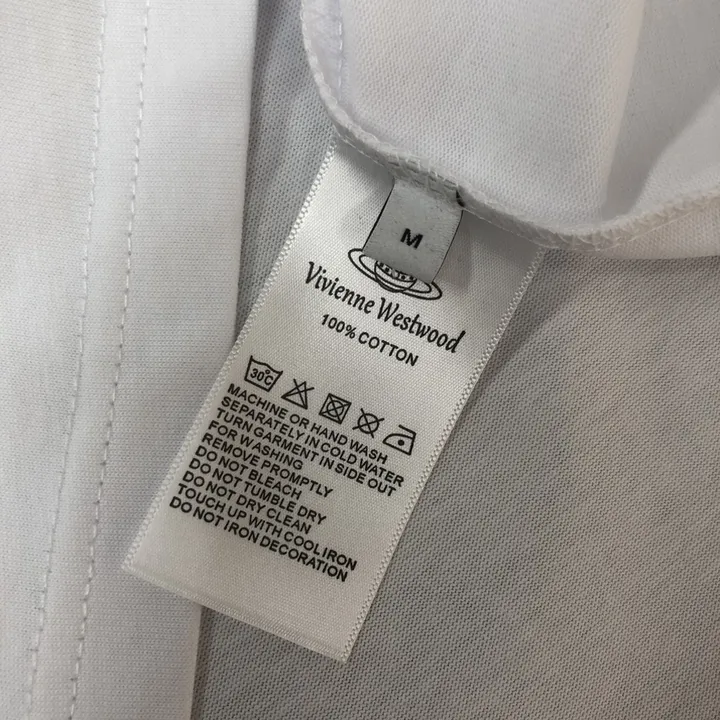 M
Vivienne Westwood
100% COTTON
30°C
MACHINE OR HAND WASH
SEPARATELY IN COLD WATER
TURN GARMENT IN SIDE OUT
FOR WASHING
REMOVE PROMPTLY
DO NOT BLEACH
DO NOT TUMBLE DRY
DO NOT DRY CLEAN
TOUCH UP WITH COOL IRON
DO NOT IRON DECORATION